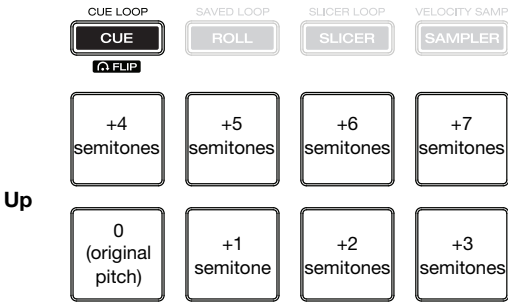 CUE LOOP SAVED LOOP SLICER LOOP VELOCITY SAMP
CUE ROLL SLICER SAMPLER
FLIP
+4 semitones
+5 semitones
+6 semitones
+7 semitones
Up
0 (original pitch)
+1 semitone
+2 semitones
+3 semitones